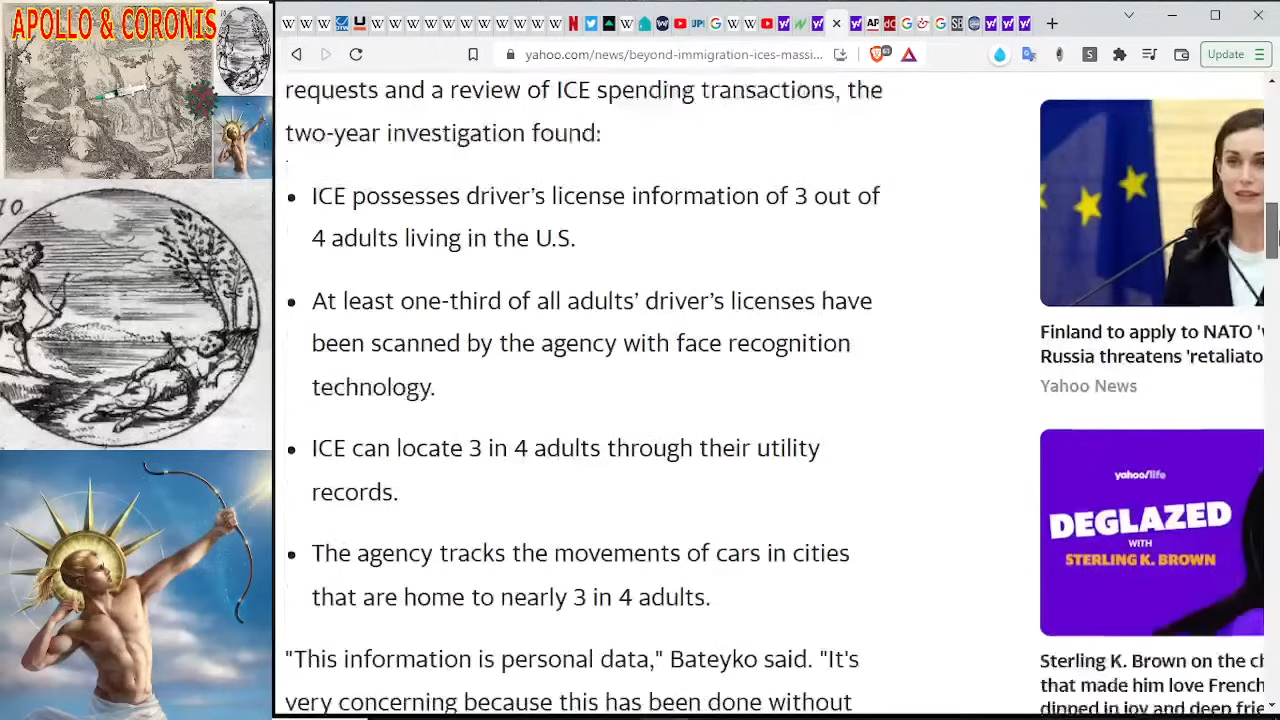 APOLLO & CORONIS
10
yahoo.com/news/beyond-immigration-ices-massi...
Update
requests and a review of ICE spending transactions, the
two-year investigation found:
• ICE possesses driver’s license information of 3 out of
4 adults living in the U.S.
• At least one-third of all adults’ driver’s licenses have
been scanned by the agency with face recognition
technology.
• ICE can locate 3 in 4 adults through their utility
records.
• The agency tracks the movements of cars in cities
that are home to nearly 3 in 4 adults.
"This information is personal data," Bateyko said. "It's
very concerning because this has been done without
Finland to apply to NATO
Russia threatens
Yahoo News
yahoo!life
DEGLAZED
WITH
STERLING K. BROWN
Sterling K. Brown on the
that made him love French
dipped in joy and deep